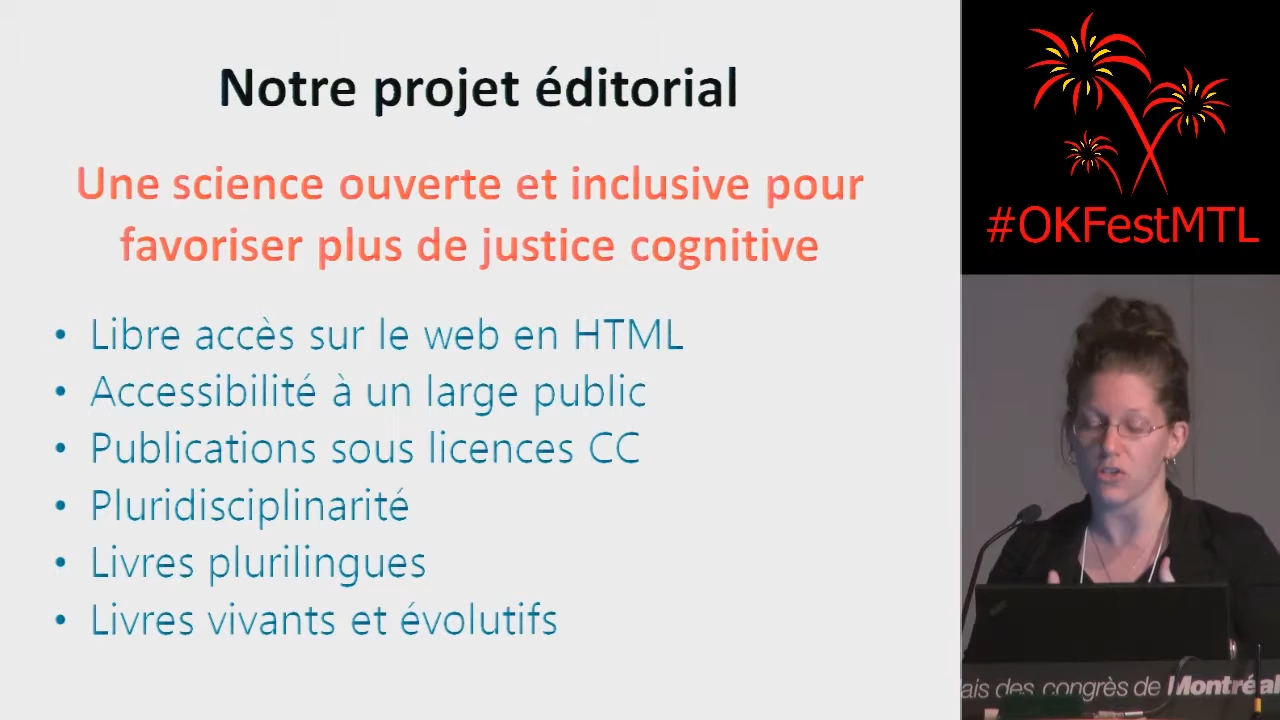 Notre projet éditorial
Une science ouverte et inclusive pour
favoriser plus de justice cognitive
• Libre accès sur le web en HTML
• Accessibilité à un large public
• Publications sous licences CC
• Pluridisciplinarité
• Livres plurilingues
• Livres vivants et évolutifs
#OKFestMTL
ais des congrès de Montréal